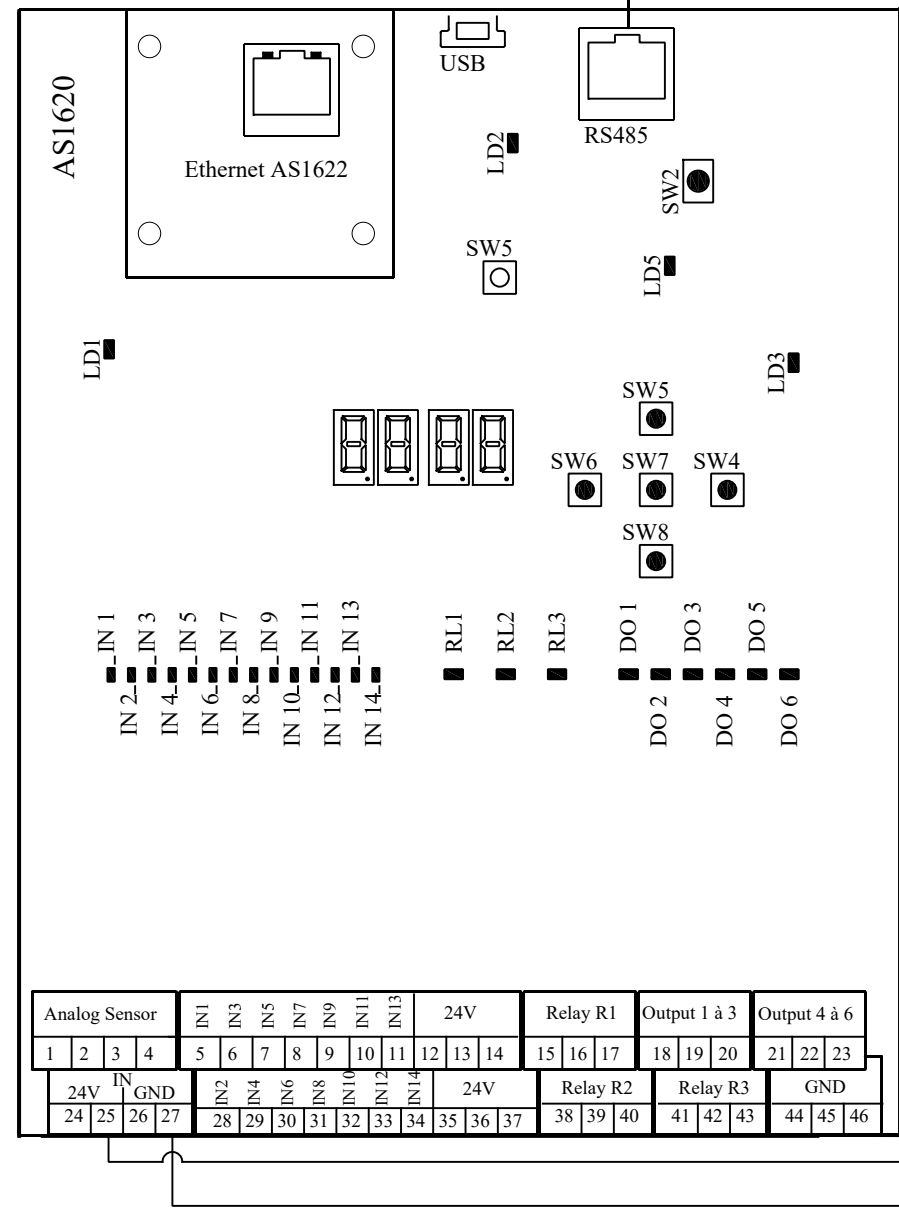 AS1620
USB
RS485
LD2
Ethernet AS1622
SW2
SW5
LD5
LD1
LD3
SW5
SW6 SW7 SW4
SW8
IN 1 IN 3 IN 5 IN 7 IN 9 IN 11 IN 13
RL1 RL2 RL3
DO 1 DO 3 DO 5
IN 2 IN 4 IN 6 IN 8 IN 10 IN 12 IN 14
DO 2 DO 4 DO 6
Analog Sensor IN1 IN3 IN5 IN7 IN9 IN11 IN13 24V Relay R1 Output 1 à 3 Output 4 à 6
1 2 3 4 5 6 7 8 9 10 11 12 13 14 15 16 17 18 19 20 21 22 23
24V IN GND IN2 IN4 IN6 IN8 IN10 IN12 IN14 24V Relay R2 Relay R3 GND
24 25 26 27 28 29 30 31 32 33 34 35 36 37 38 39 40 41 42 43 44 45 46